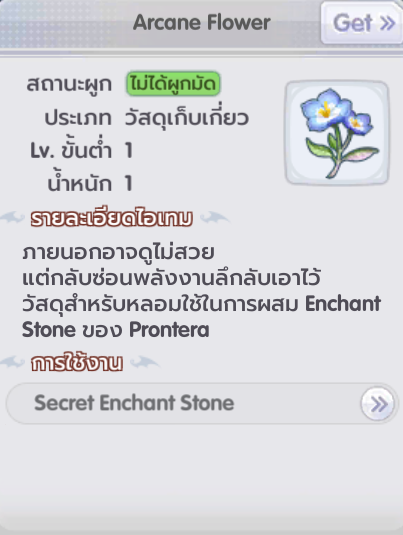 Arcane Flower
Get »
สถานะผูก ไม่ได้ผูกมัด
ประเภท วัสดุเก็บเกี่ยว
Lv. ขั้นต่ำ 1
น้ำหนัก 1
รายละเอียดไอเทม
ภายนอกอาจดูไม่สวย
แต่กลับซ่อนพลังงานลึกลับเอาไว้
วัสดุสำหรับหลอมใช้ในการผสม Enchant
Stone ของ Prontera
การใช้งาน
Secret Enchant Stone